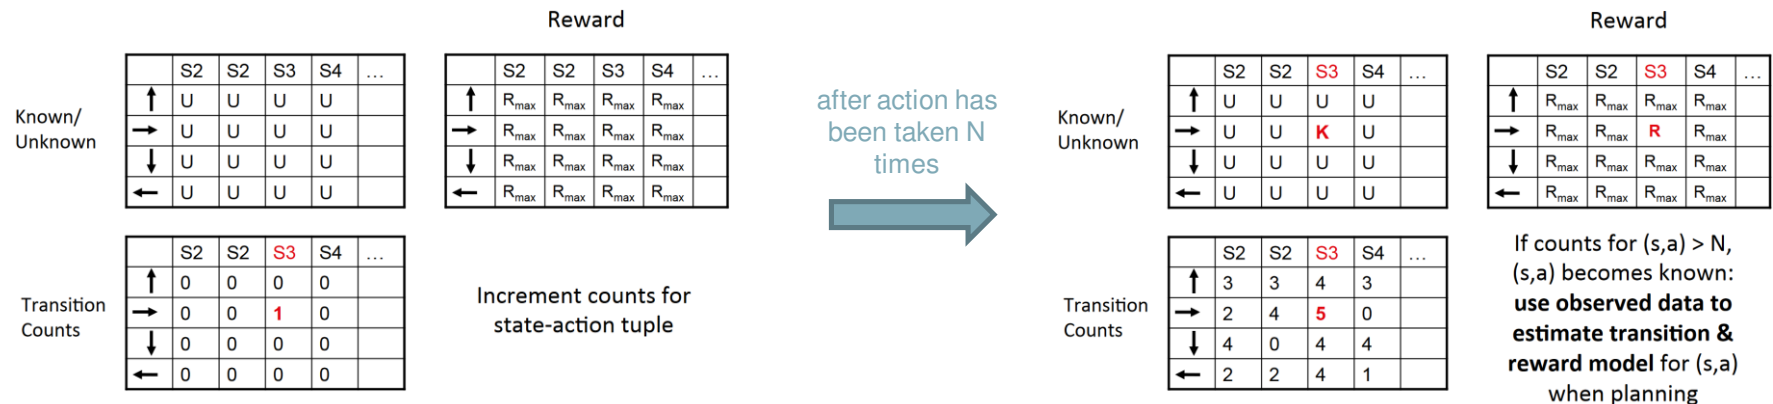 Reward
S2 S2 S3 S4 ...
U U U U
U U U U
U U U U
U U U U
Known/
Unknown
S2 S2 S3 S4 ...
Rmax Rmax Rmax Rmax
Rmax Rmax Rmax Rmax
Rmax Rmax Rmax Rmax
Rmax Rmax Rmax Rmax
S2 S2 S3 S4 ...
0 0 0 0
0 0 1 0
0 0 0 0
0 0 0 0
Transition
Counts
Increment counts for
state-action tuple
after action has
been taken N
times
Reward
S2 S2 S3 S4 ...
U U U U
U U K U
U U U U
U U U U
Known/
Unknown
S2 S2 S3 S4 ...
Rmax Rmax Rmax Rmax
Rmax Rmax R Rmax
Rmax Rmax Rmax Rmax
Rmax Rmax Rmax Rmax
S2 S2 S3 S4 ...
3 3 4 3
2 4 5 0
4 0 4 4
2 2 4 1
Transition
Counts
If counts for (s,a) > N,
(s,a) becomes known:
use observed data to
estimate transition &
reward model for (s,a)
when planning